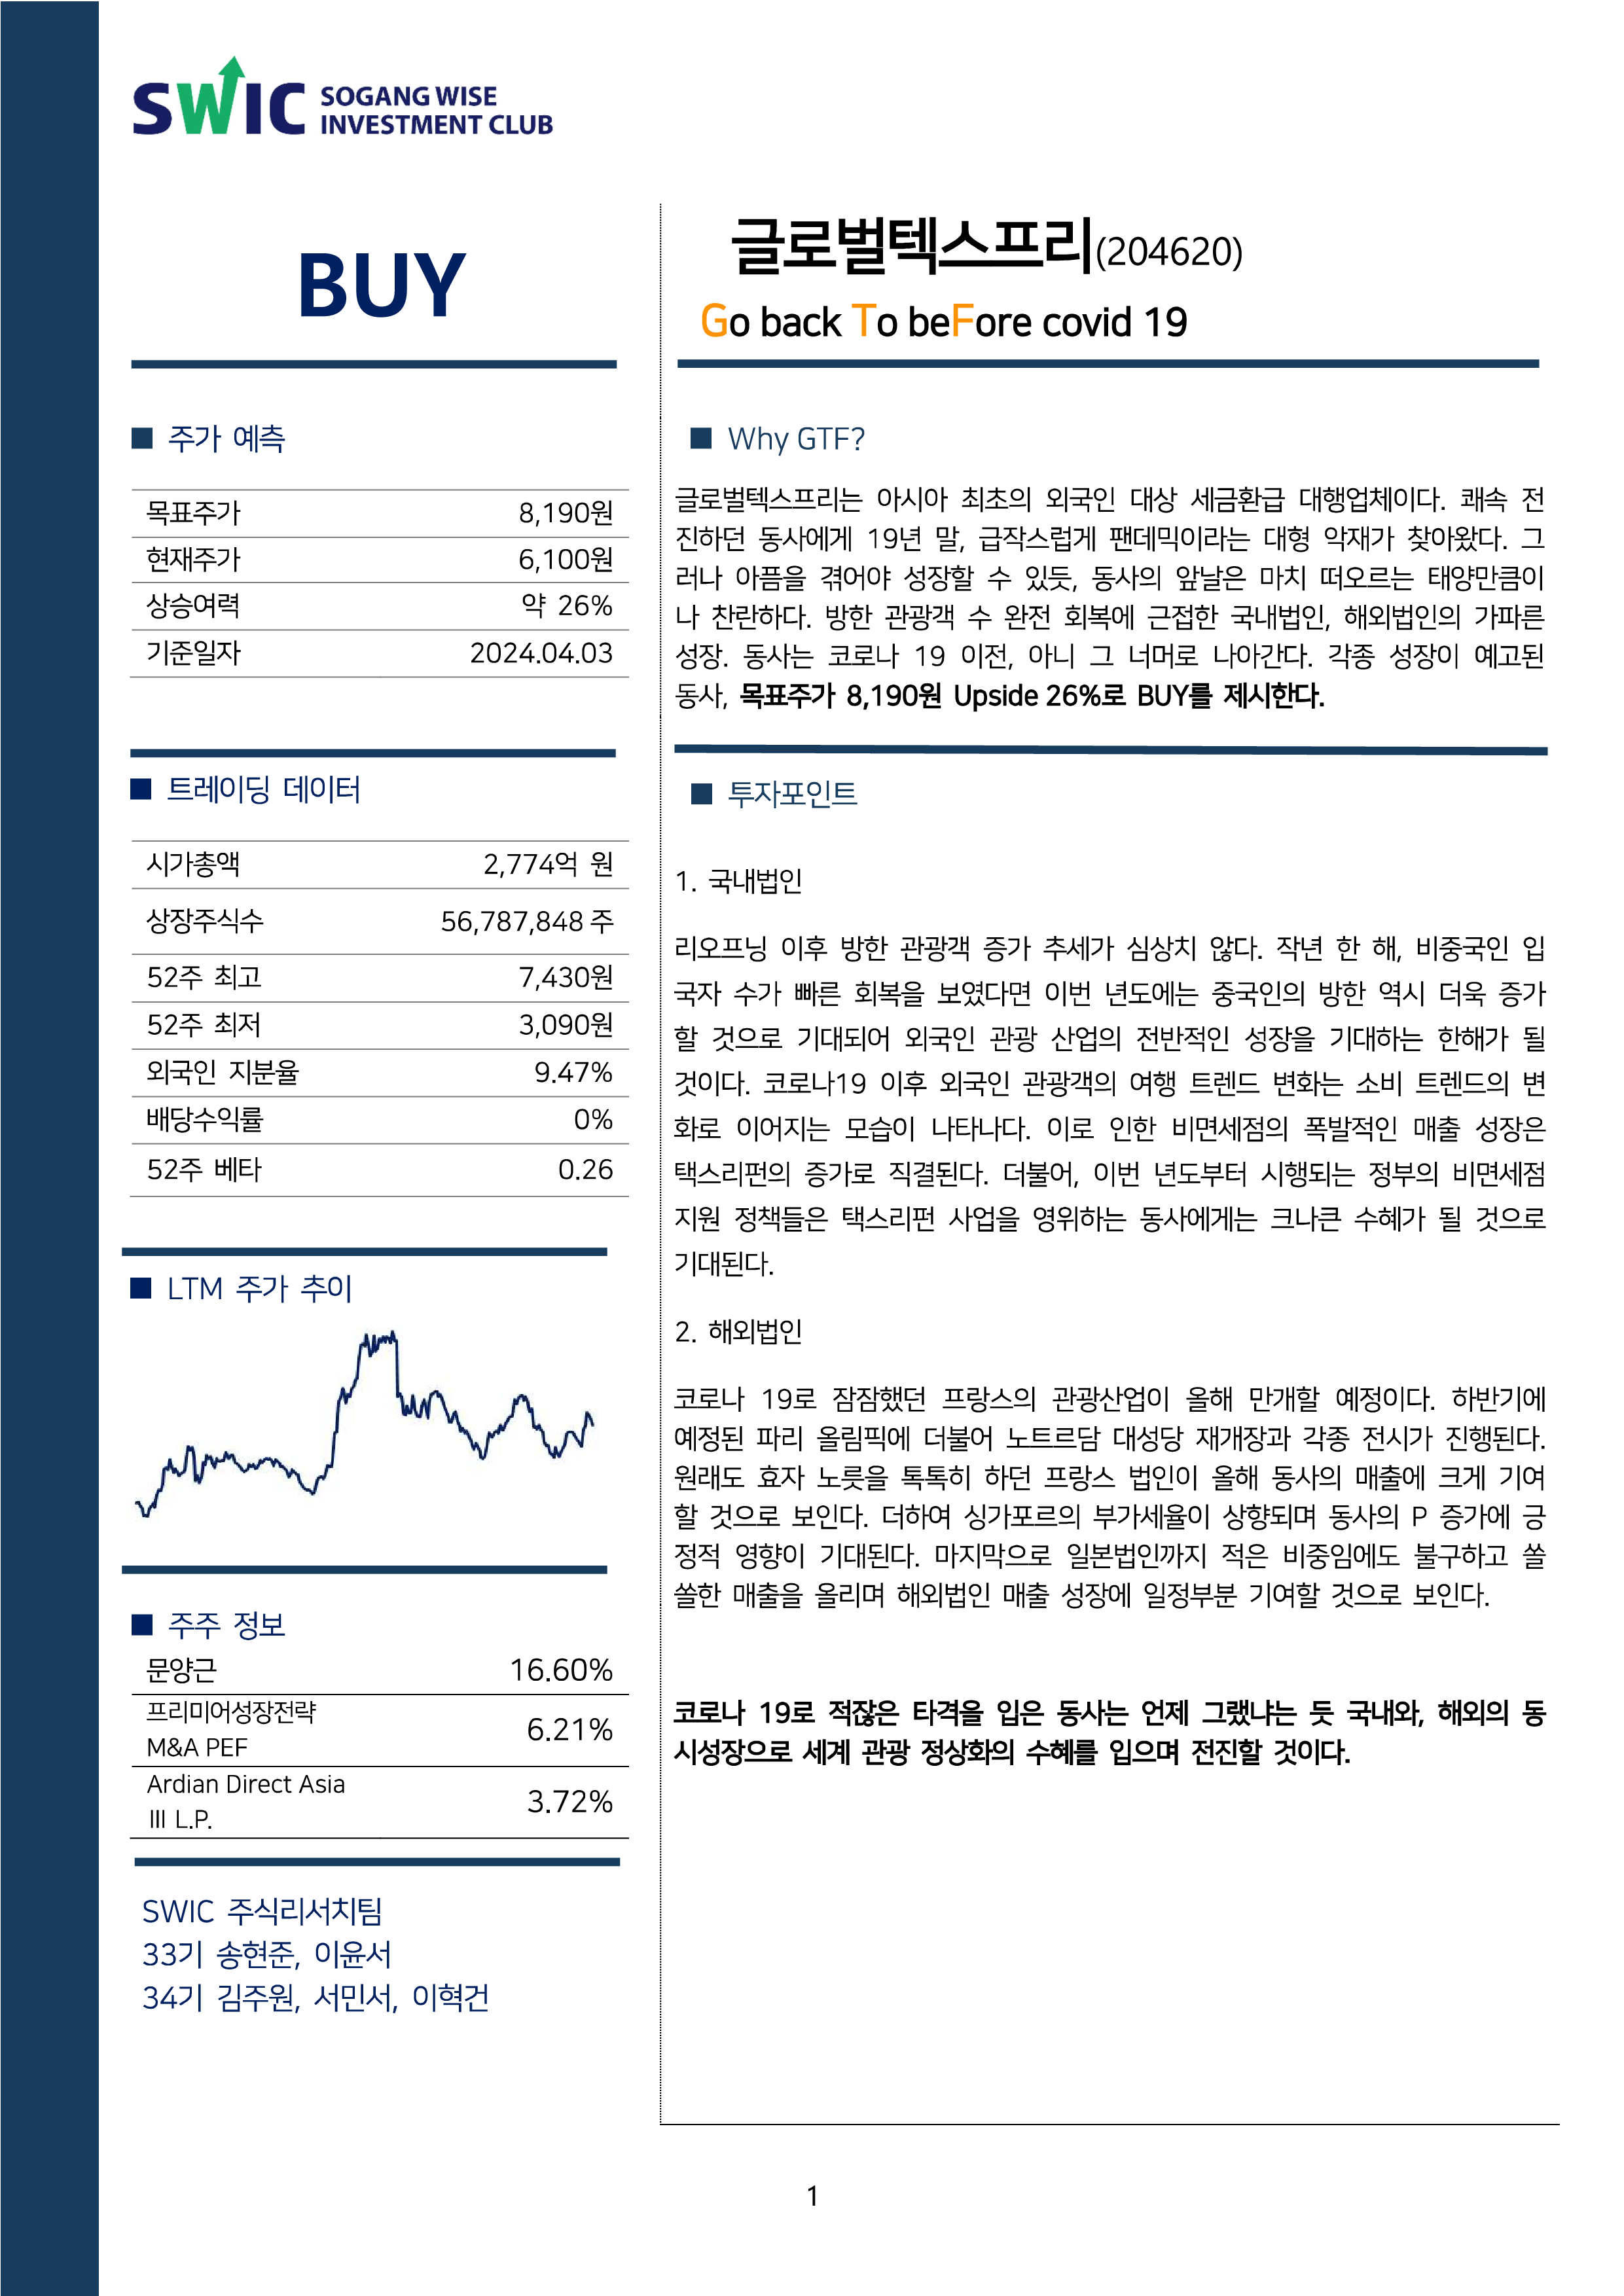 SWIC SOGANG WISE
INVESTMENT CLUB
BUY
■ 주가 예측
목표주가 8,190원
현재주가 6,100원
상승여력 약 26%
기준일자 2024.04.03
■ 트레이딩 데이터
시가총액 2,774억 원
상장주식수 56,787,848 주
52주 최고 7,430원
52주 최저 3,090원
외국인 지분율 9.47%
배당수익률 0%
52주 베타 0.26
■ LTM 주가 추이
■ 주주 정보
문양근 16.60%
프리미어성장전략
M&A PEF 6.21%
Ardian Direct Asia
III L.P. 3.72%
SWIC 주식리서치팀
33기 송현준, 이윤서
34기 김주원, 서민서, 이혁건
글로벌텍스프리(204620)
Go back To beFore covid 19
■ Why GTF?
글로벌텍스프리는 아시아 최초의 외국인 대상 세금환급 대행업체이다. 쾌속 전
진하던 동사에게 19년 말, 급작스럽게 팬데믹이라는 대형 악재가 찾아왔다. 그
러나 아픔을 겪어야 성장할 수 있듯, 동사의 앞날은 마치 떠오르는 태양만큼이
나 찬란하다. 방한 관광객 수 완전 회복에 근접한 국내법인, 해외법인의 가파른
성장. 동사는 코로나 19 이전, 아니 그 너머로 나아간다. 각종 성장이 예고된
동사, 목표주가 8,190원 Upside 26%로 BUY를 제시한다.
■ 투자포인트
1. 국내법인
리오프닝 이후 방한 관광객 증가 추세가 심상치 않다. 작년 한 해, 비중국인 입
국자 수가 빠른 회복을 보였다면 이번 년도에는 중국인의 방한 역시 더욱 증가
할 것으로 기대되어 외국인 관광 산업의 전반적인 성장을 기대하는 한해가 될
것이다. 코로나19 이후 외국인 관광객의 여행 트렌드 변화는 소비 트렌드의 변
화로 이어지는 모습이 나타나다. 이로 인한 비면세점의 폭발적인 매출 성장은
택스리펀의 증가로 직결된다. 더불어, 이번 년도부터 시행되는 정부의 비면세점
지원 정책들은 택스리펀 사업을 영위하는 동사에게는 크나큰 수혜가 될 것으로
기대된다.
2. 해외법인
코로나 19로 잠잠했던 프랑스의 관광산업이 올해 만개할 예정이다. 하반기에
예정된 파리 올림픽에 더불어 노트르담 대성당 재개장과 각종 전시가 진행된다.
원래도 효자 노릇을 톡톡히 하던 프랑스 법인이 올해 동사의 매출에 크게 기여
할 것으로 보인다. 더하여 싱가포르의 부가세율이 상향되며 동사의 P 증가에 긍
정적 영향이 기대된다. 마지막으로 일본법인까지 적은 비중임에도 불구하고 쏠
쏠한 매출을 올리며 해외법인 매출 성장에 일정부분 기여할 것으로 보인다.
코로나 19로 적잖은 타격을 입은 동사는 언제 그랬냐는 듯 국내와, 해외의 동
시성장으로 세계 관광 정상화의 수혜를 입으며 전진할 것이다.
1